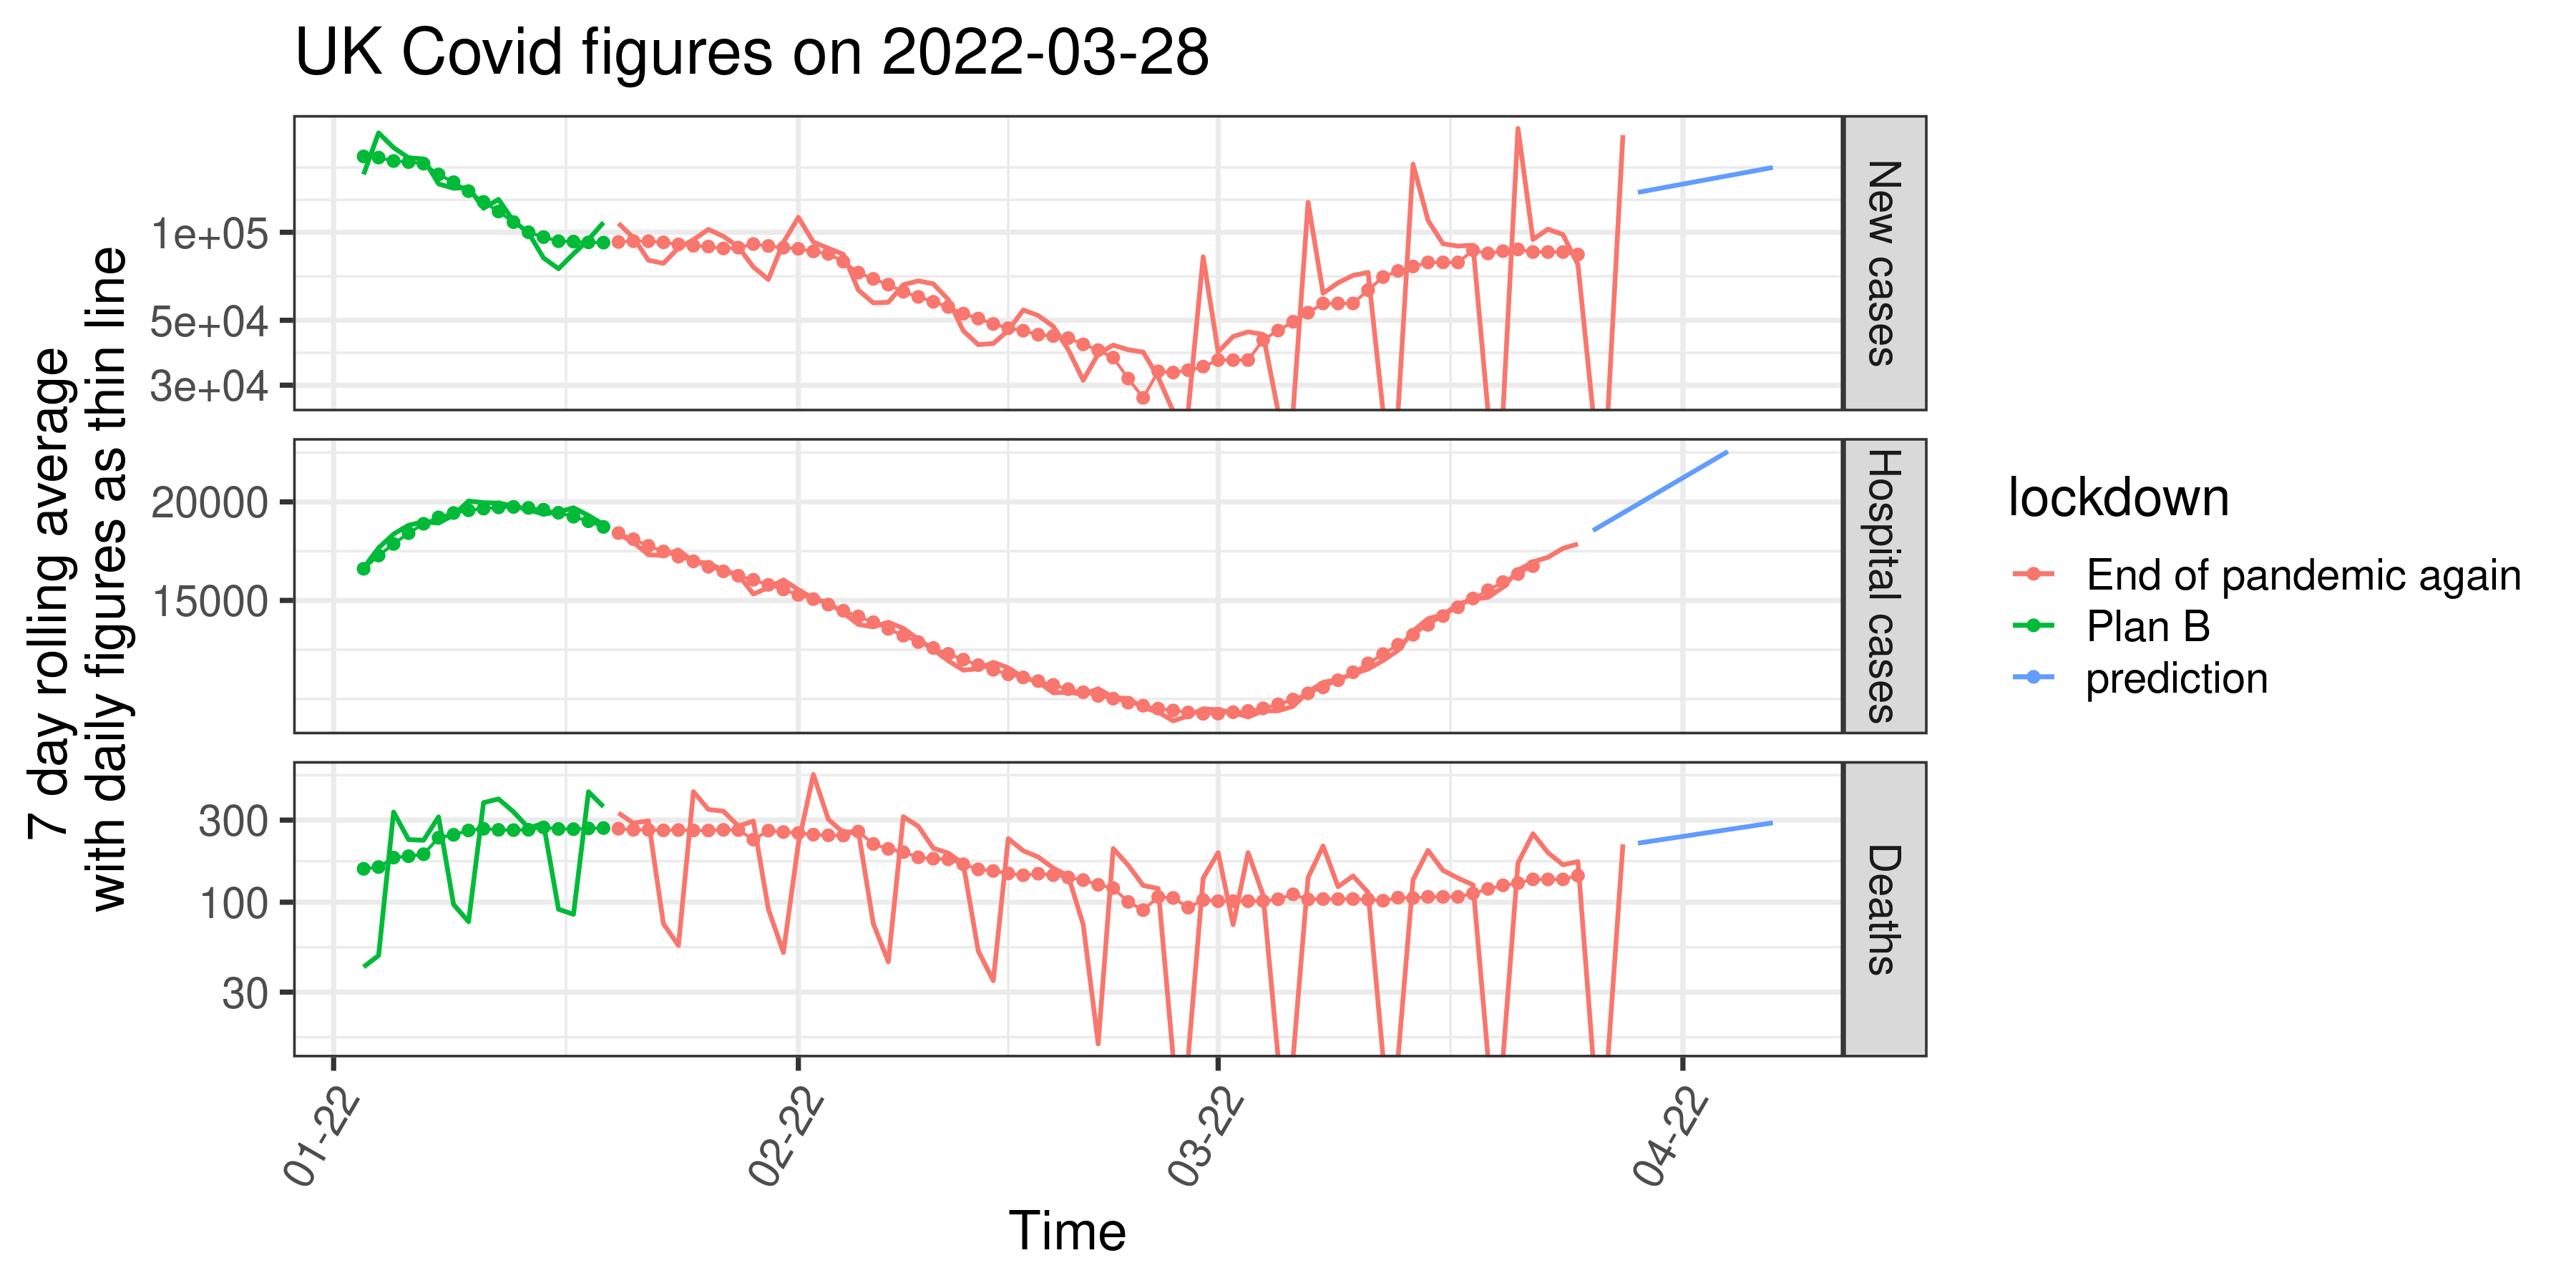 UK Covid figures on 2022-03-28
7 day rolling average
with daily figures as thin line
1e+05
5e+04
3e+04
New cases
20000
15000
Hospital cases
300
100
30
Deaths
01-22
02-22
03-22
04-22
Time
lockdown
End of pandemic again
Plan B
prediction